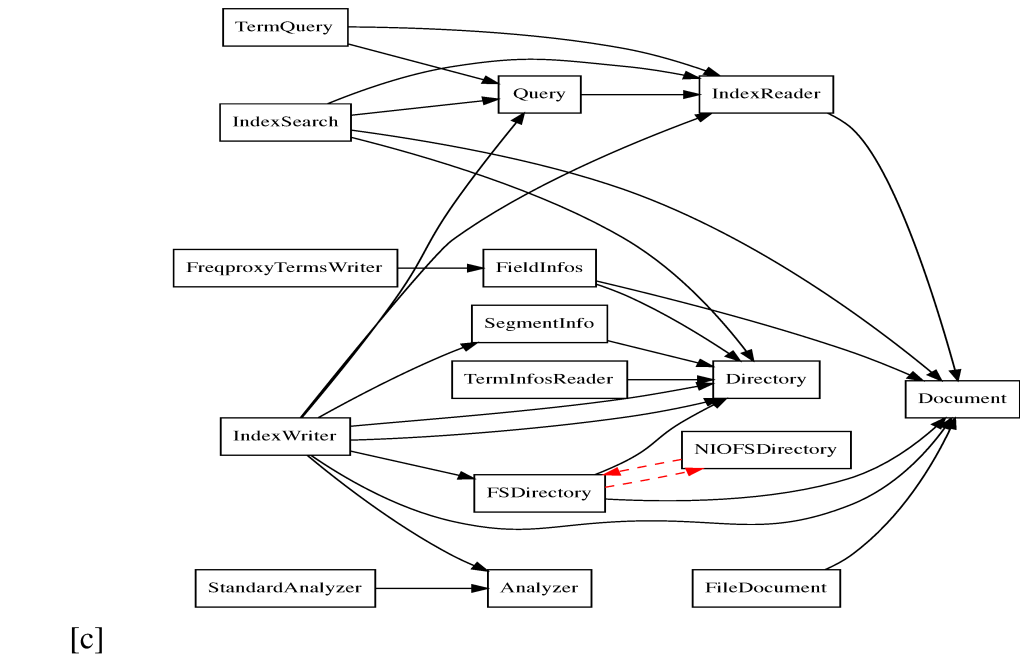 TermQuery
Query
IndexReader
IndexSearch
FreqproxyTermsWriter
FieldInfos
SegmentInfo
TermInfosReader
Directory
Document
IndexWriter
NIOFSDirectory
FSDirectory
StandardAnalyzer
Analyzer
FileDocument
[c]